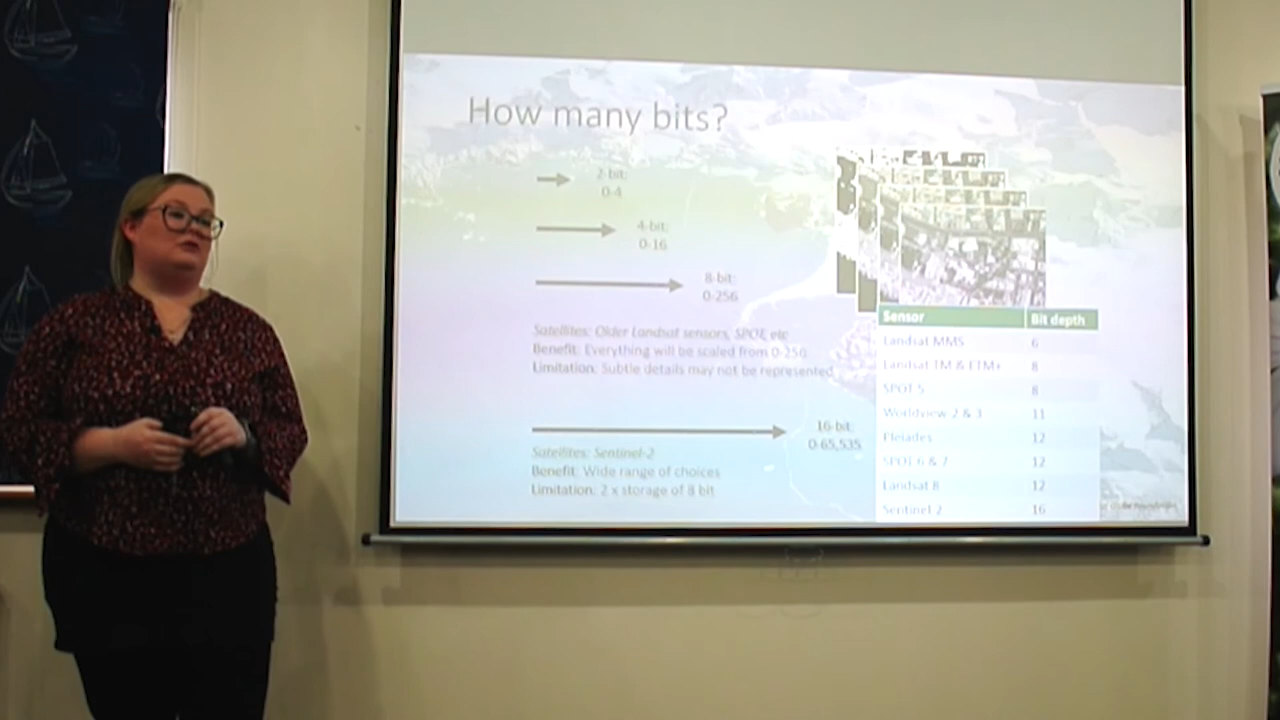 How many bits?
2-bit:
0-4
4-bit:
0-16
8-bit:
0-256
Satellites: Older Landsat sensors, SPOT, etc
Benefit: Everything will be scaled from 0-256
Limitation: Subtle details may not be represented
16-bit:
0-65,535
Satellites: Sentinel-2
Benefit: Wide range of choices
Limitation: 2 x storage of 8 bit
Sensor Bit depth
Landsat MMS 6
Landsat TM & ETM+ 8
SPOT 5 8
Worldview 2 & 3 11
Pleiades 12
SPOT 6 & 7 12
Landsat 8 12
Sentinel 2 16